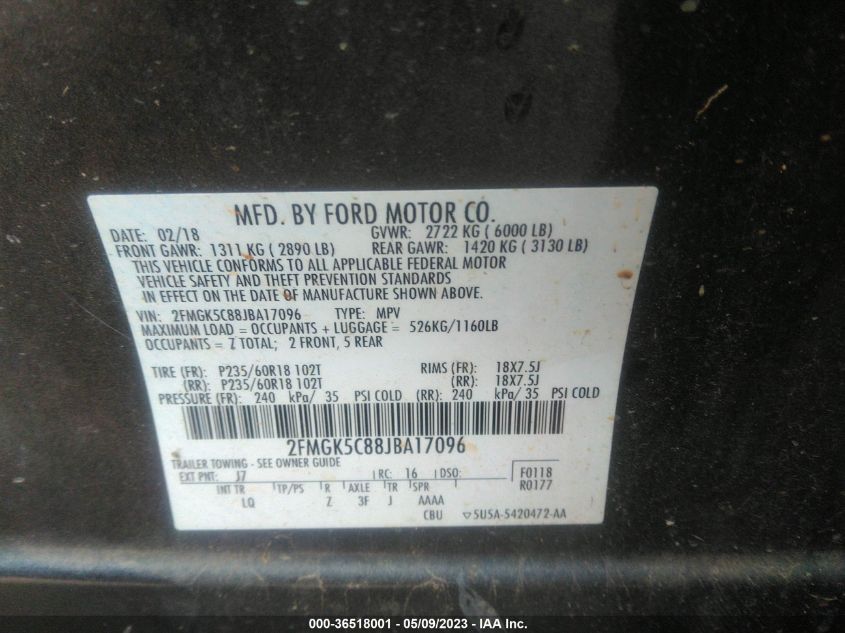 MFD. BY FORD MOTOR CO.
DATE: 02/18 GVWR: 2722 KG ( 6000 LB)
FRONT GAWR: 1311 KG ( 2890 LB) REAR GAWR: 1420 KG ( 3130 LB)
THIS VEHICLE CONFORMS TO ALL APPLICABLE FEDERAL MOTOR
VEHICLE SAFETY AND THEFT PREVENTION STANDARDS
IN EFFECT ON THE DATE OF MANUFACTURE SHOWN ABOVE.
VIN: 2FMGK5C88JBA17096 TYPE: MPV
MAXIMUM LOAD = OCCUPANTS + LUGGAGE = 526KG/1160LB
OCCUPANTS = 7 TOTAL; 2 FRONT, 5 REAR
TIRE (FR): P235/60R18 102T RIMS (FR): 18X7.5J
(RR): P235/60R18 102T (RR): 18X7.5J
PRESSURE (FR): 240 kPa/ 35 PSI COLD (RR): 240 kPa/ 35 PSI COLD
2FMGK5C88JBA17096
TRAILER TOWING - SEE OWNER GUIDE
EXT PNT: J7 RC: 16 DSO: F0118
INT TR TP/PS R AXLE TR SPR R0177
LQ Z 3F J AAAA
CBU ▽5U5A-5420472-AA
000-36518001 - 05/09/2023 - IAA Inc.